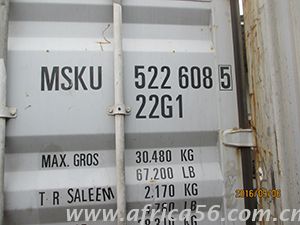 MSKU 522 608 5
22G1
MAX. GROS 30.480 KG
67.200 LB
2.170 KG
2016/09/06
www.africa56.com.cn